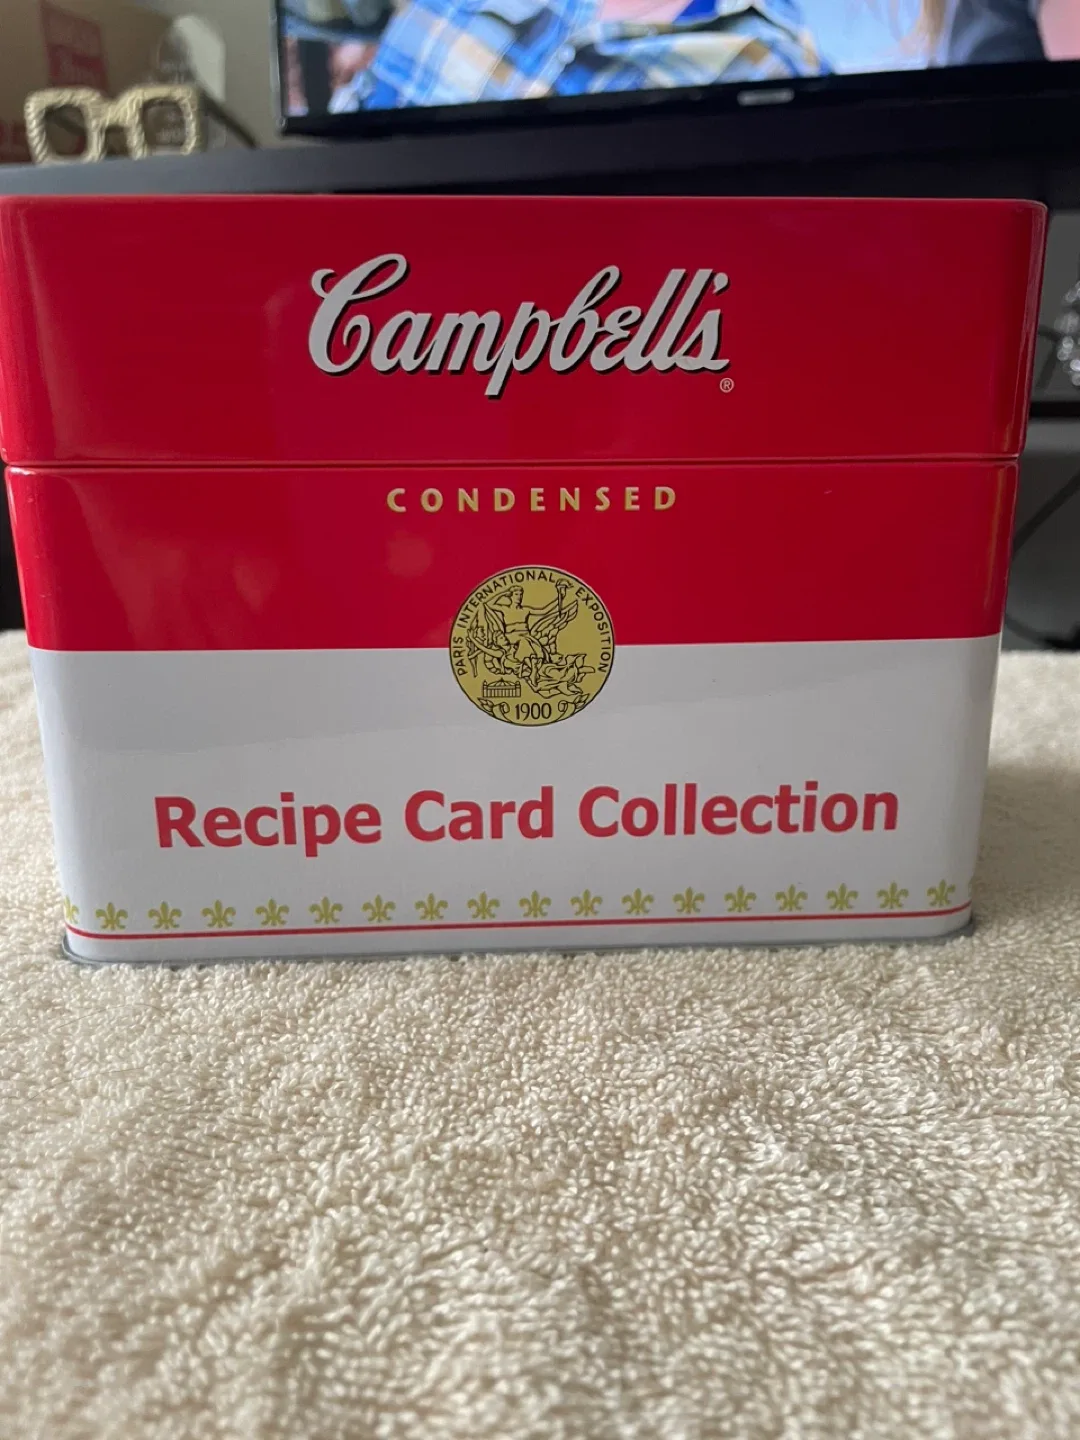 Campbell's®
CONDENSED
PARIS INTERNATIONAL EXPOSITION
1900
Recipe Card Collection